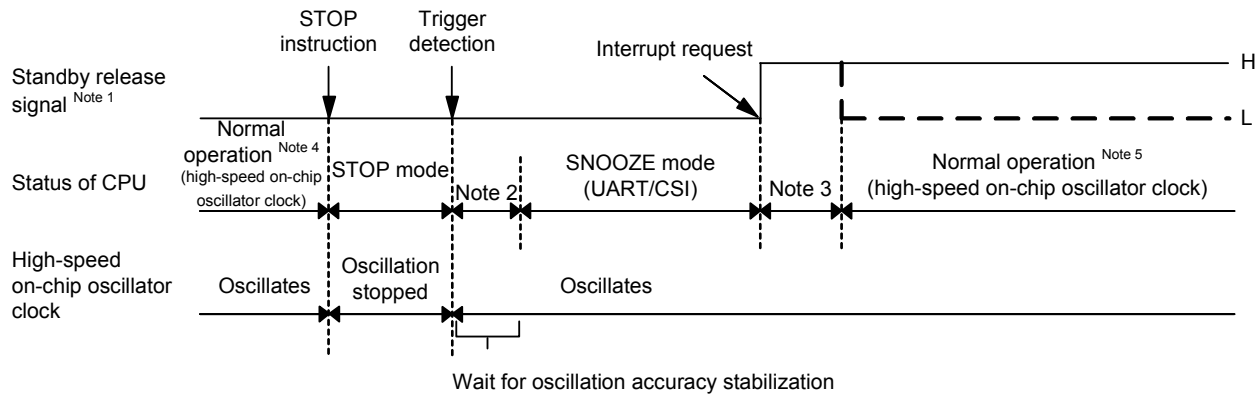 STOP
instruction
Trigger
detection
Interrupt request
H
Standby release
signal Note 1
L
Normal
operation Note 4
(high-speed on-chip
oscillator clock)
Status of CPU
STOP mode
Note 2
SNOOZE mode
(UART/CSI)
Note 3
Normal operation Note 5
(high-speed on-chip oscillator clock)
High-speed
on-chip oscillator
clock
Oscillates
Oscillation
stopped
Oscillates
Wait for oscillation accuracy stabilization